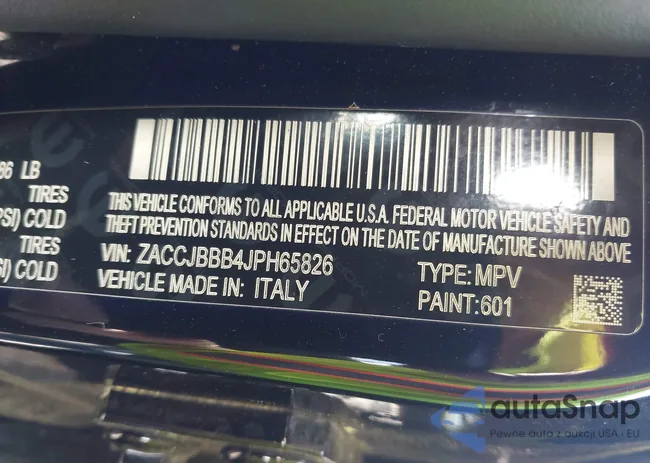 86 LB
TIRES
PSI) COLD
TIRES
SI) COLD
THIS VEHICLE CONFORMS TO ALL APPLICABLE U.S.A. FEDERAL MOTOR VEHICLE SAFETY AND
THEFT PREVENTION STANDARDS IN EFFECT ON THE DATE OF MANUFACTURE SHOWN ABOVE
VIN: ZACCJBBB4JPH65826 TYPE: MPV
VEHICLE MADE IN: ITALY PAINT: 601
autoSnap
Pewne auta z aukcji USA · EU